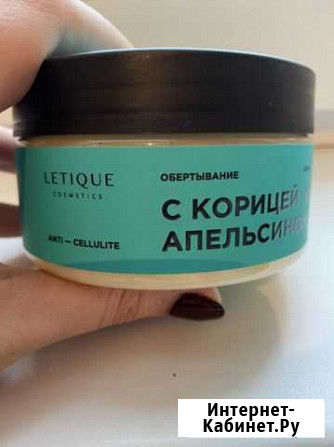 LETIQUE
COSMETICS
ANTI — CELLULITE
ОБЕРТЫВАНИЕ
С КОРИЦЕЙ
АПЕЛЬСИНО
Интернет-
Кабинет.Ру